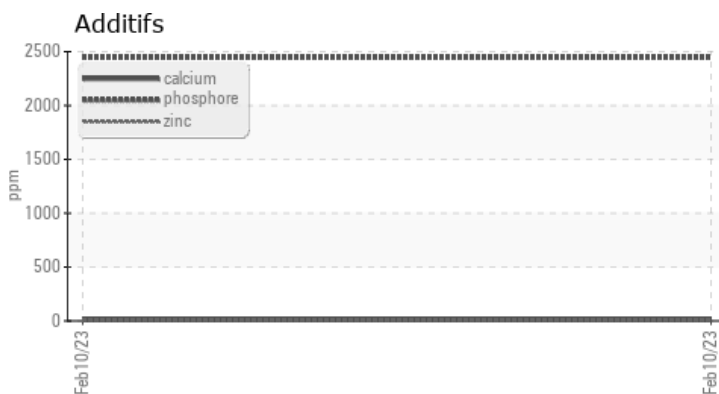 Additifs
2500
2000
1500
1000
500
0
ppm
calcium
phosphore
zinc
Feb10/23
Feb10/23